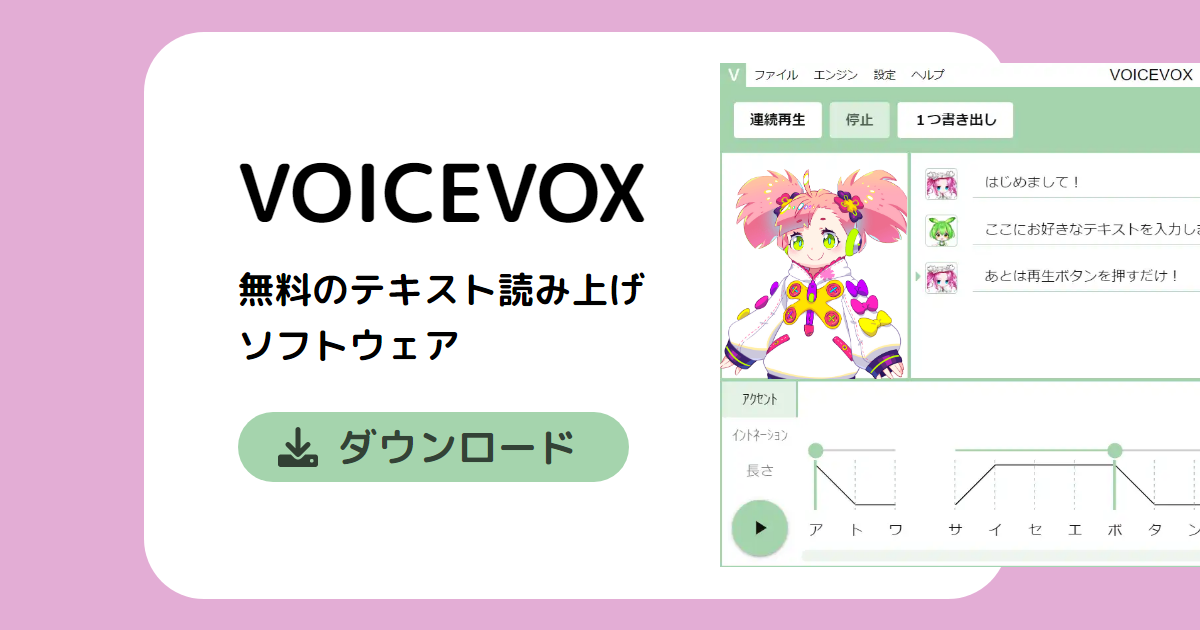 VOICEVOX
無料のテキスト読み上げ
ソフトウェア
ダウンロード
V ファイル エンジン 設定 ヘルプ VOICEVOX
連続再生 停止 1つ書き出し
はじめまして！
ここにお好きなテキストを入力しま
あとは再生ボタンを押すだけ！
アクセント
イントネーション
長さ
ア ト ワ サ イ セ エ ボ タ ン